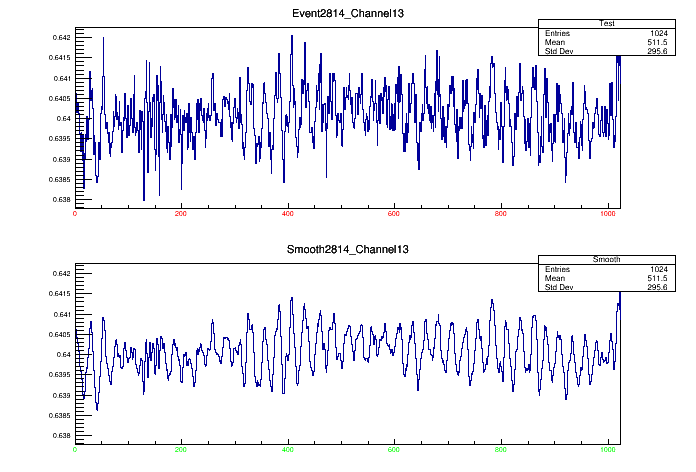 Event2814_Channel13
Test
Entries 1024
Mean 511.5
Std Dev 295.6
0.642
0.6415
0.641
0.6405
0.64
0.6395
0.639
0.6385
0.638
0 200 400 600 800 1000
Smooth2814_Channel13
Smooth
Entries 1024
Mean 511.5
Std Dev 295.6
0.642
0.6415
0.641
0.6405
0.64
0.6395
0.639
0.6385
0.638
0 200 400 600 800 1000